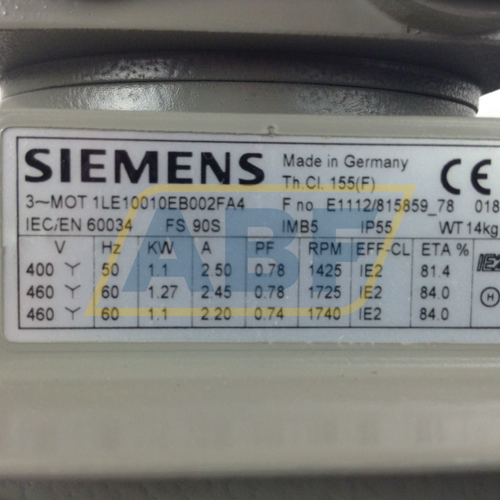 SIEMENS Made in Germany CE
Th.Cl. 155(F)
3~MOT 1LE10010EB002FA4 F no E1112/815859_78 018
IEC/EN 60034 FS 90S IMB5 IP55 WT 14kg
V Hz KW A PF RPM EFF-CL ETA %
400 Y 50 1.1 2.50 0.78 1425 IE2 81.4
460 Y 60 1.27 2.45 0.78 1725 IE2 84.0
460 Y 60 1.1 2.20 0.74 1740 IE2 84.0
H
ABF